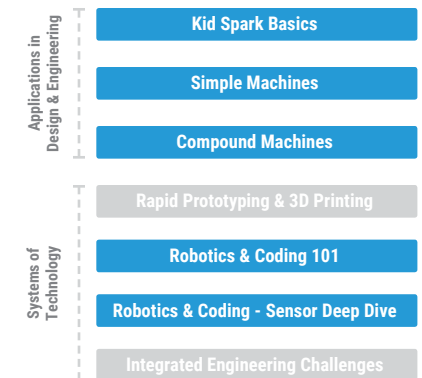 Applications in
Design & Engineering
Kid Spark Basics
Simple Machines
Compound Machines
Systems of
Technology
Rapid Prototyping & 3D Printing
Robotics & Coding 101
Robotics & Coding - Sensor Deep Dive
Integrated Engineering Challenges